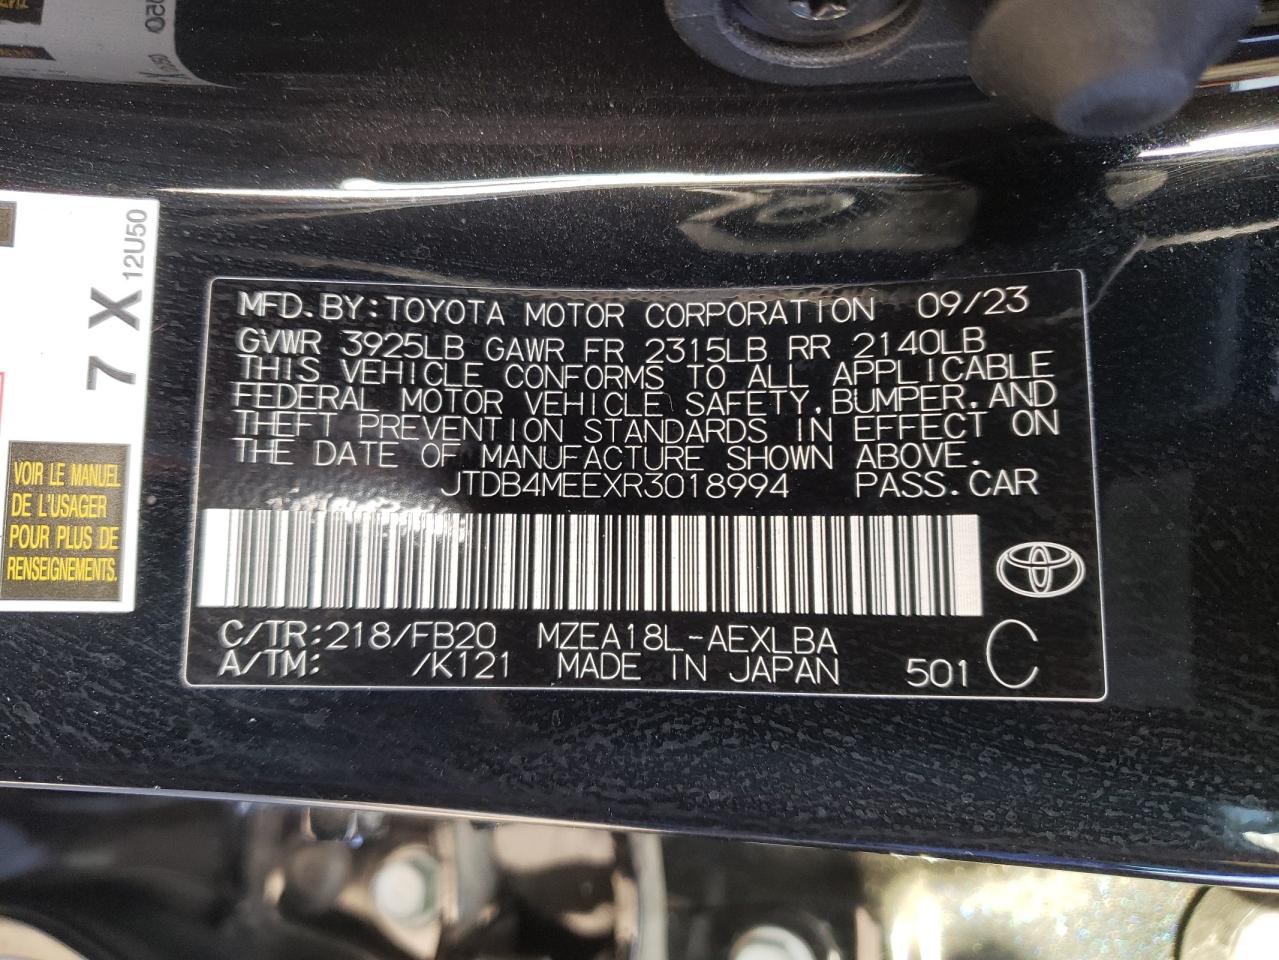 7 X 12U50
VOIR LE MANUEL
DE L'USAGER
POUR PLUS DE
RENSEIGNEMENTS.
MFD.BY:TOYOTA MOTOR CORPORATION 09/23
GVWR 3925LB GAWR FR 2315LB RR 2140LB
THIS VEHICLE CONFORMS TO ALL APPLICABLE
FEDERAL MOTOR VEHICLE SAFETY,BUMPER,AND
THEFT PREVENTION STANDARDS IN EFFECT ON
THE DATE OF MANUFACTURE SHOWN ABOVE.
JTDB4MEEXR3018994 PASS.CAR
C/TR:218/FB20 MZEA18L-AEXLBA C
A/TM: /K121 MADE IN JAPAN 501